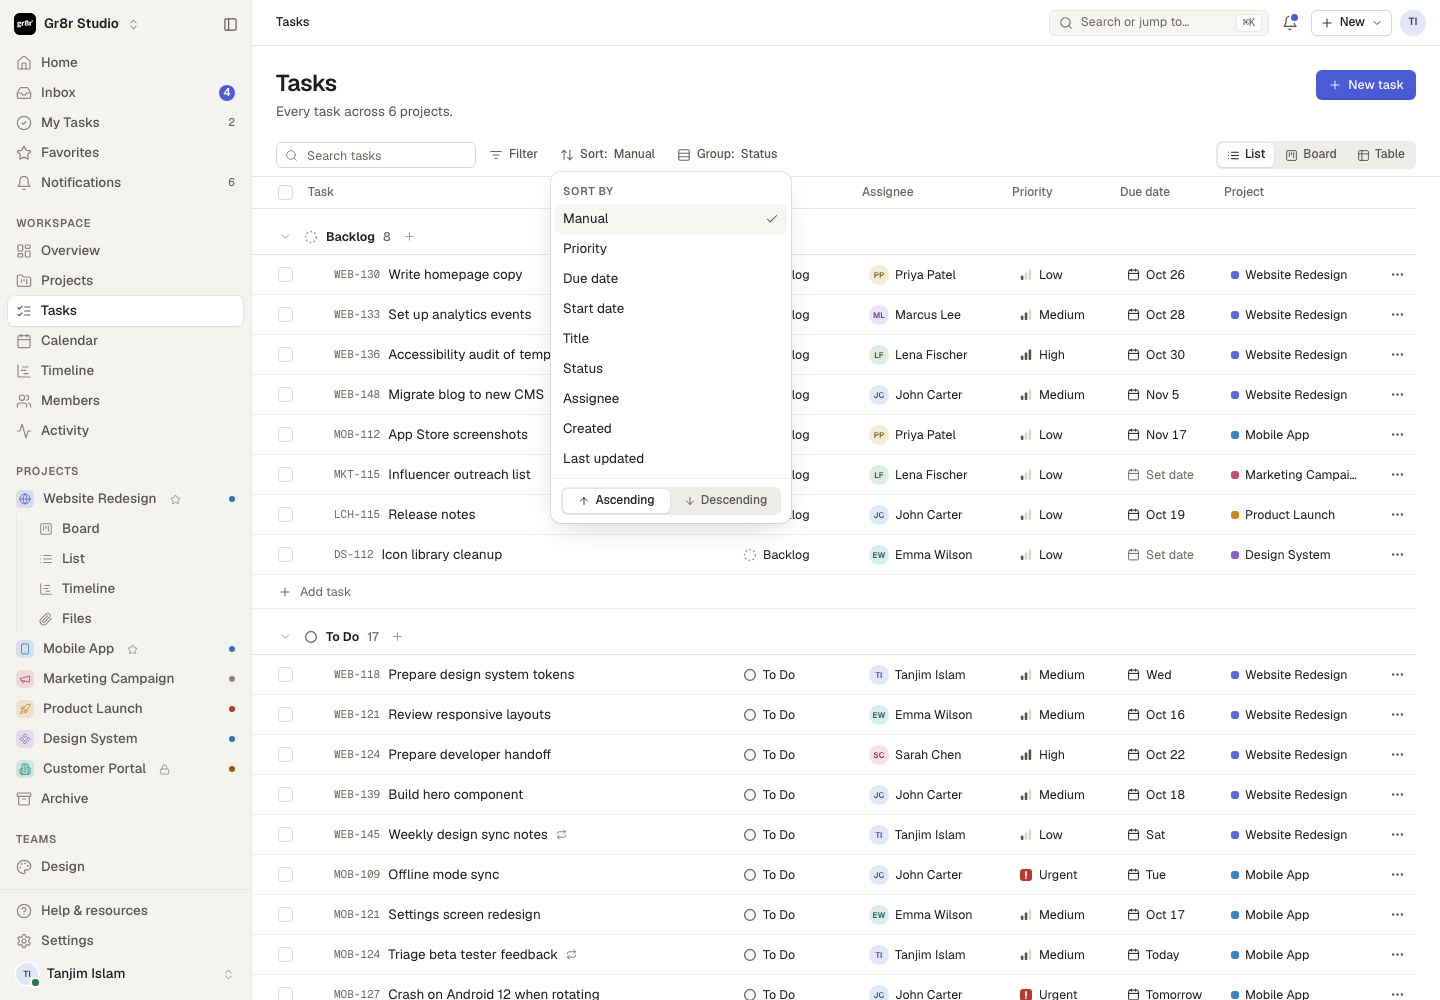 gr8r Gr8r Studio
Home
Inbox 4
My Tasks 2
Favorites
Notifications 6
WORKSPACE
Overview
Projects
Tasks
Calendar
Timeline
Members
Activity
PROJECTS
Website Redesign
Board
List
Timeline
Files
Mobile App
Marketing Campaign
Product Launch
Design System
Customer Portal
Archive
TEAMS
Design
Help & resources
Settings
TI Tanjim Islam
Tasks Search or jump to... ⌘K New TI
Tasks
Every task across 6 projects.
New task
Search tasks Filter Sort: Manual Group: Status List Board Table
Task Assignee Priority Due date Project
SORT BY
Manual
Priority
Due date
Start date
Title
Status
Assignee
Created
Last updated
Ascending Descending
Backlog 8
WEB-130 Write homepage copy log PP Priya Patel Low Oct 26 Website Redesign
WEB-133 Set up analytics events log ML Marcus Lee Medium Oct 28 Website Redesign
WEB-136 Accessibility audit of temp log LF Lena Fischer High Oct 30 Website Redesign
WEB-148 Migrate blog to new CMS log JC John Carter Medium Nov 5 Website Redesign
MOB-112 App Store screenshots log PP Priya Patel Low Nov 17 Mobile App
MKT-115 Influencer outreach list log LF Lena Fischer Low Set date Marketing Campai...
LCH-115 Release notes log JC John Carter Low Oct 19 Product Launch
DS-112 Icon library cleanup Backlog EW Emma Wilson Low Set date Design System
Add task
To Do 17
WEB-118 Prepare design system tokens To Do TI Tanjim Islam Medium Wed Website Redesign
WEB-121 Review responsive layouts To Do EW Emma Wilson Medium Oct 16 Website Redesign
WEB-124 Prepare developer handoff To Do SC Sarah Chen High Oct 22 Website Redesign
WEB-139 Build hero component To Do JC John Carter Medium Oct 18 Website Redesign
WEB-145 Weekly design sync notes To Do TI Tanjim Islam Low Sat Website Redesign
MOB-109 Offline mode sync To Do JC John Carter Urgent Tue Mobile App
MOB-121 Settings screen redesign To Do EW Emma Wilson Medium Oct 17 Mobile App
MOB-124 Triage beta tester feedback To Do TI Tanjim Islam Medium Today Mobile App
MOB-127 Crash on Android 12 when rotating To Do JC John Carter Urgent Tomorrow Mobile App